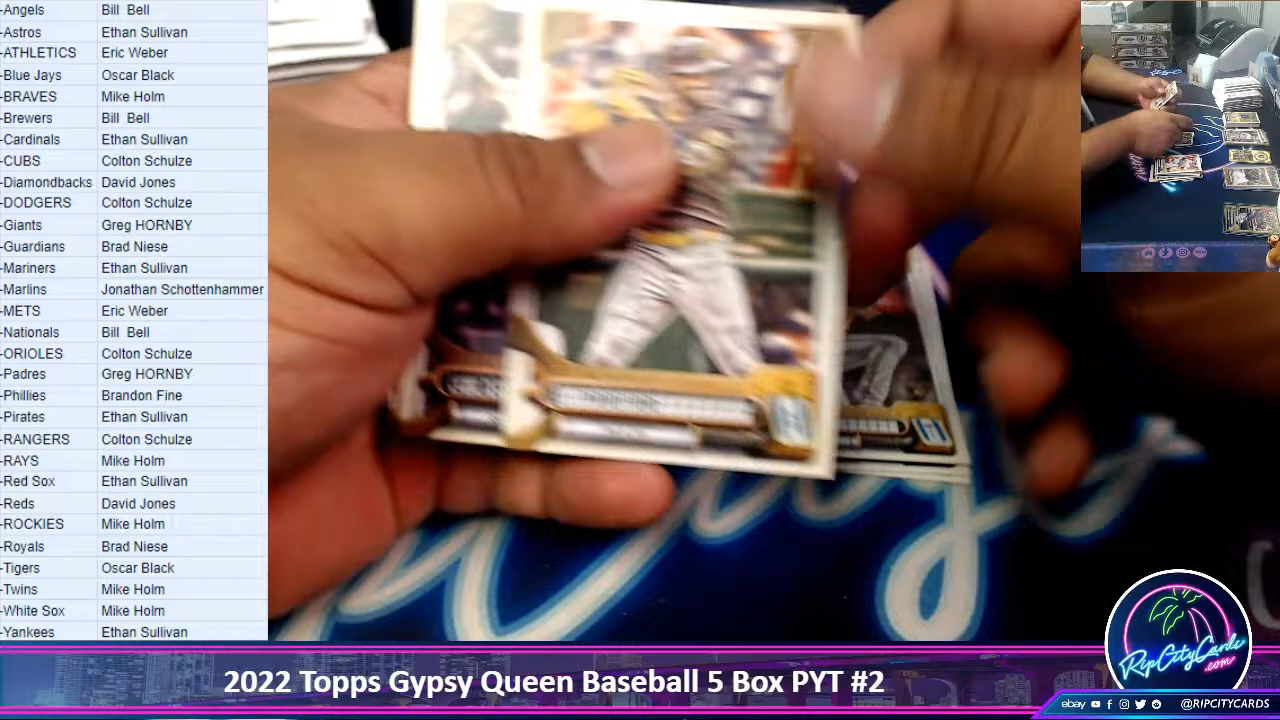 -Angels Bill Bell
-Astros Ethan Sullivan
-ATHLETICS Eric Weber
-Blue Jays Oscar Black
-BRAVES Mike Holm
-Brewers Bill Bell
-Cardinals Ethan Sullivan
-CUBS Colton Schulze
-Diamondbacks David Jones
-DODGERS Colton Schulze
-Giants Greg HORNBY
-Guardians Brad Niese
-Mariners Ethan Sullivan
-Marlins Jonathan Schottenhammer
-METS Eric Weber
-Nationals Bill Bell
-ORIOLES Colton Schulze
-Padres Greg HORNBY
-Phillies Brandon Fine
-Pirates Ethan Sullivan
-RANGERS Colton Schulze
-RAYS Mike Holm
-Red Sox Ethan Sullivan
-Reds David Jones
-ROCKIES Mike Holm
-Royals Brad Niese
-Tigers Oscar Black
-Twins Mike Holm
-White Sox Mike Holm
-Yankees Ethan Sullivan
2022 Topps Gypsy Queen Baseball 5 Box PYT #2
RipCityCards
.com
ebay @RIPCITYCARDS